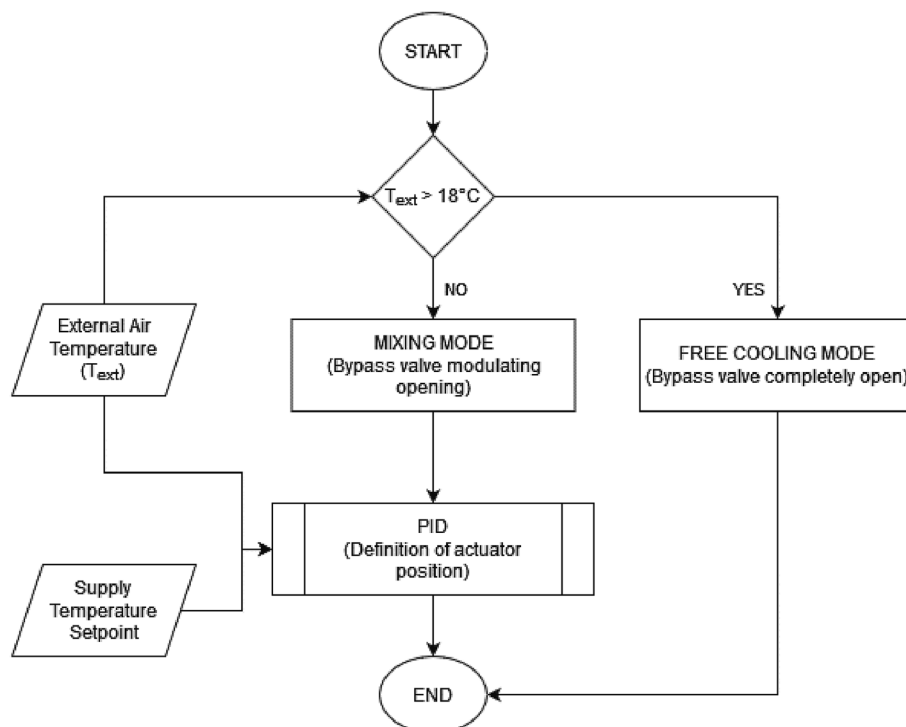 START
T_ext > 18°C
NO
YES
External Air
Temperature
(T_ext)
MIXING MODE
(Bypass valve modulating
opening)
FREE COOLING MODE
(Bypass valve completely open)
PID
(Definition of actuator
position)
Supply
Temperature
Setpoint
END